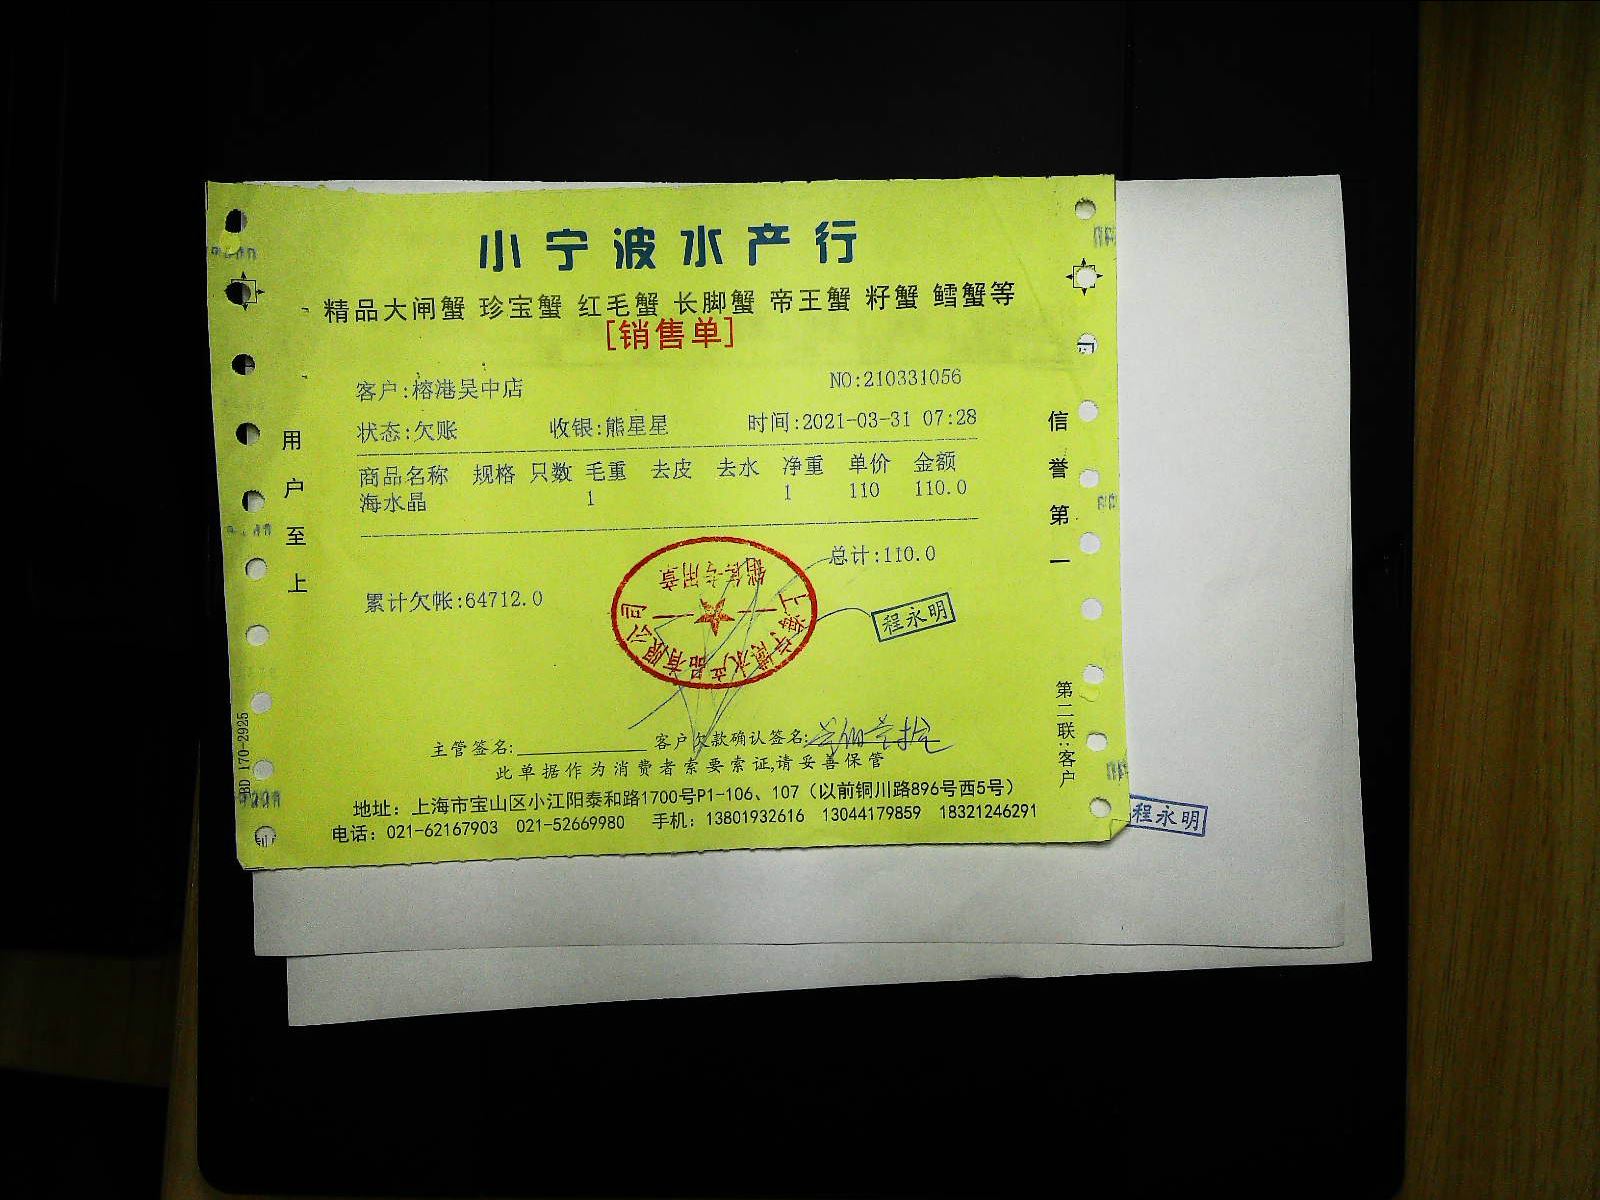 小宁波水产行
精品大闸蟹 珍宝蟹 红毛蟹 长脚蟹 帝王蟹 籽蟹 鳕蟹等
[销售单]
客户:榕港吴中店 NO:210331056
状态:欠账 收银:熊星星 时间:2021-03-31 07:28
商品名称 规格 只数 毛重 去皮 去水 净重 单价 金额
海水晶 1 1 110 110.0
总计:110.0
累计欠帐:64712.0
程永明
销售专用章
主管签名: 客户欠款确认签名:
此单据作为消费者索要索证,请妥善保管
地址：上海市宝山区小江阳泰和路1700号P1-106、107（以前铜川路896号西5号）
电话：021-62167903 021-52669980 手机：13801932616 13044179859 18321246291
用户至上
信誉第一
第二联:客户
BD 170-2925
程永明